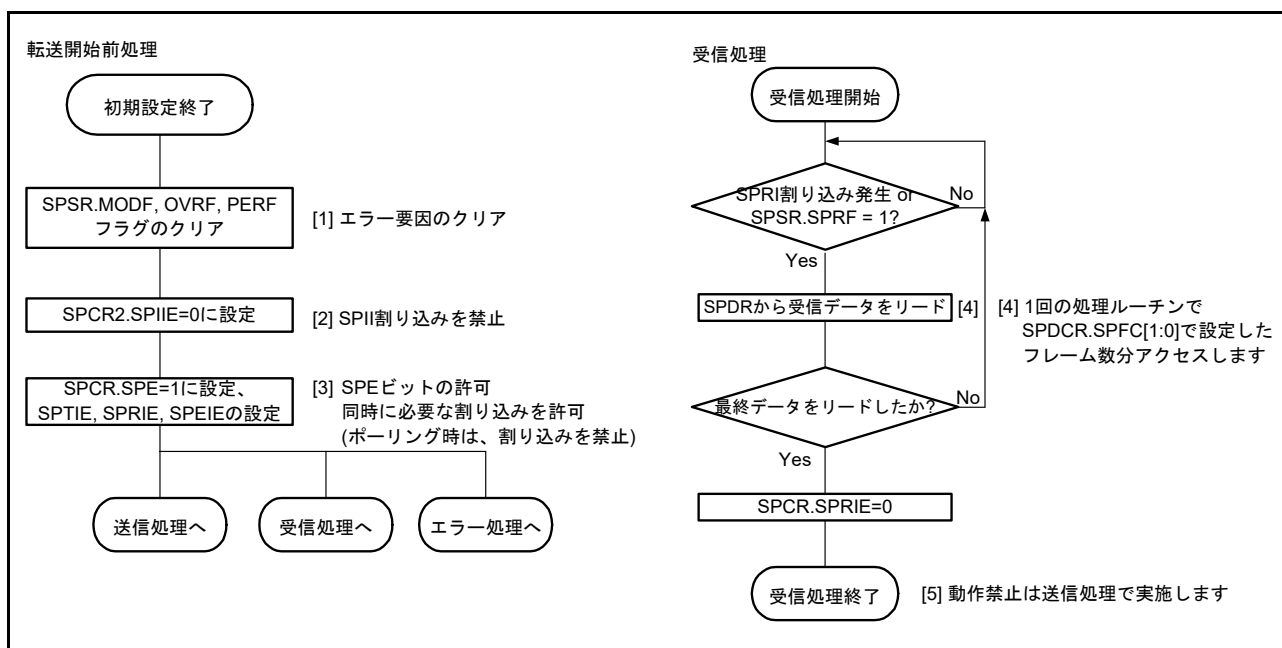 転送開始前処理
初期設定終了
SPSR.MODF, OVRF, PERF
フラグのクリア
[1] エラー要因のクリア
SPCR2.SPIIE=0に設定
[2] SPII割り込みを禁止
SPCR.SPE=1に設定、
SPTIE, SPRIE, SPEIEの設定
[3] SPEビットの許可
同時に必要な割り込みを許可
(ポーリング時は、割り込みを禁止)
送信処理へ
受信処理へ
エラー処理へ
受信処理
受信処理開始
SPRI割り込み発生 or
SPSR.SPRF = 1?
No
Yes
SPDRから受信データをリード
[4]
[4] 1回の処理ルーチンで
SPDCR.SPFC[1:0]で設定した
フレーム数分アクセスします
最終データをリードしたか?
No
Yes
SPCR.SPRIE=0
受信処理終了
[5] 動作禁止は送信処理で実施します